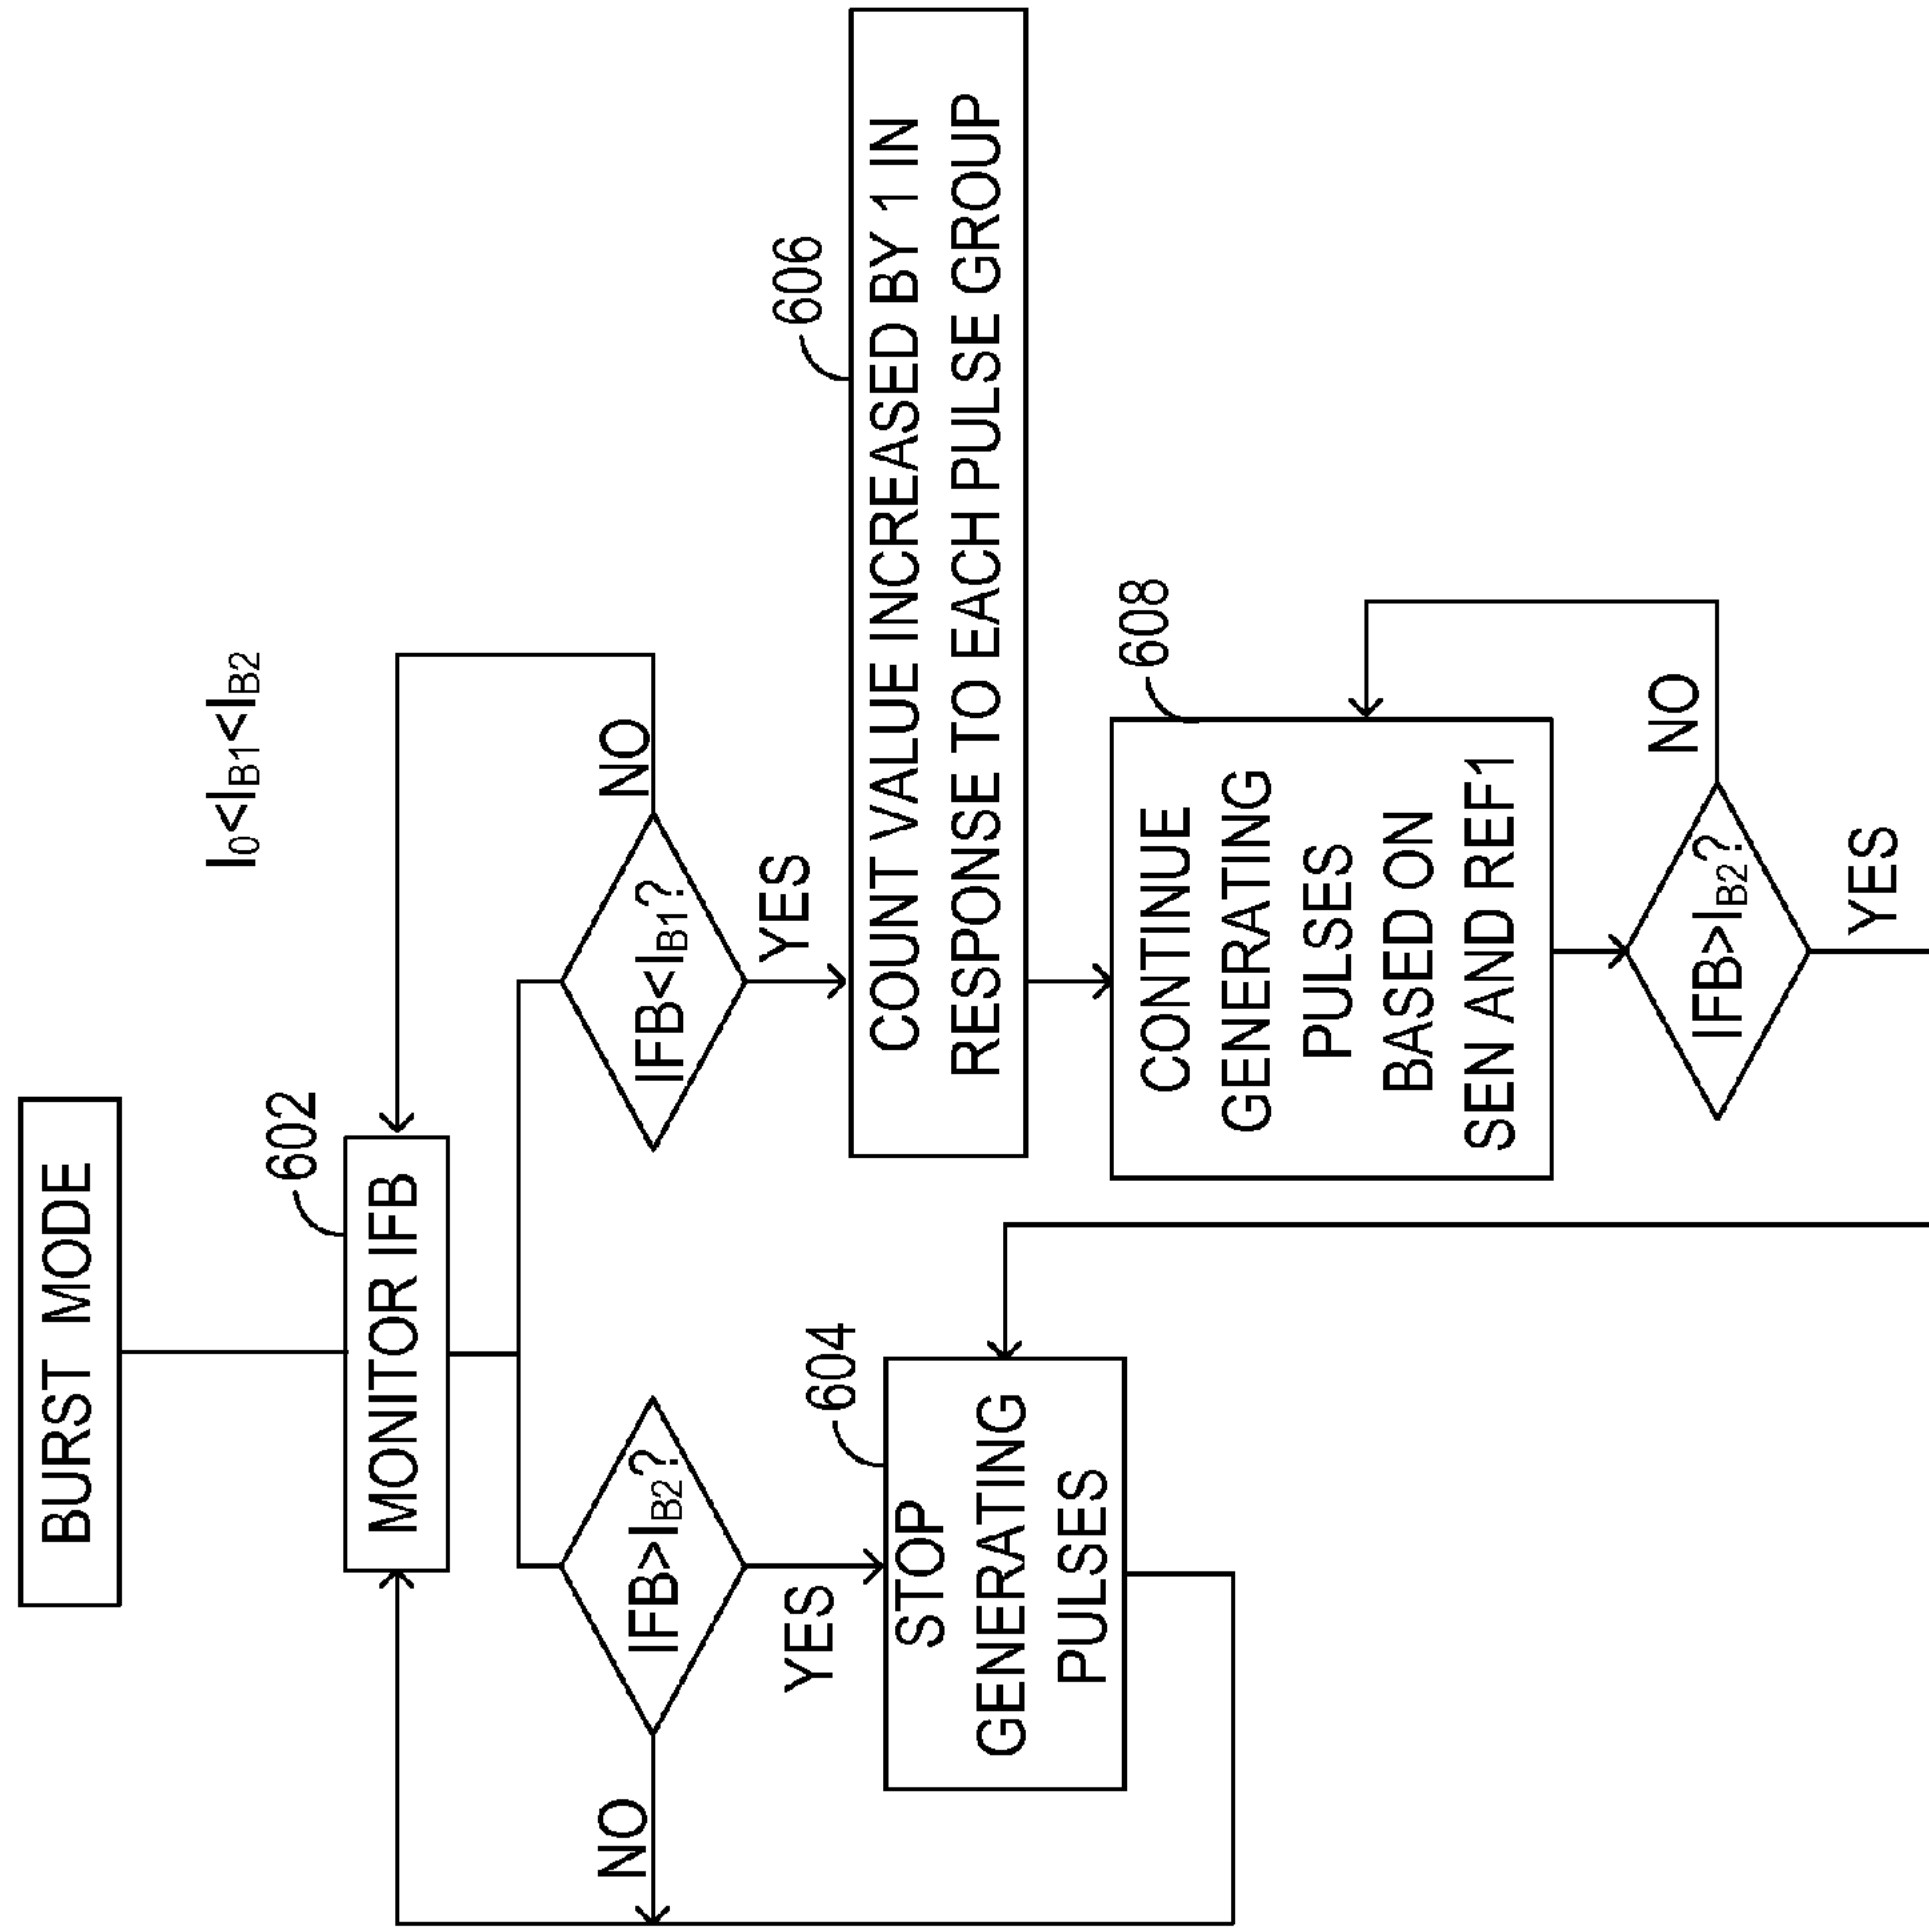 BURST MODE
I0<IB1<IB2
602
MONITOR IFB
IFB>IB2?
NO
YES
IFB<IB1?
NO
YES
604
STOP
GENERATING
PULSES
606
COUNT VALUE INCREASED BY 1 IN
RESPONSE TO EACH PULSE GROUP
608
CONTINUE
GENERATING
PULSES
BASED ON
SEN AND REF1
IFB>IB2?
NO
YES